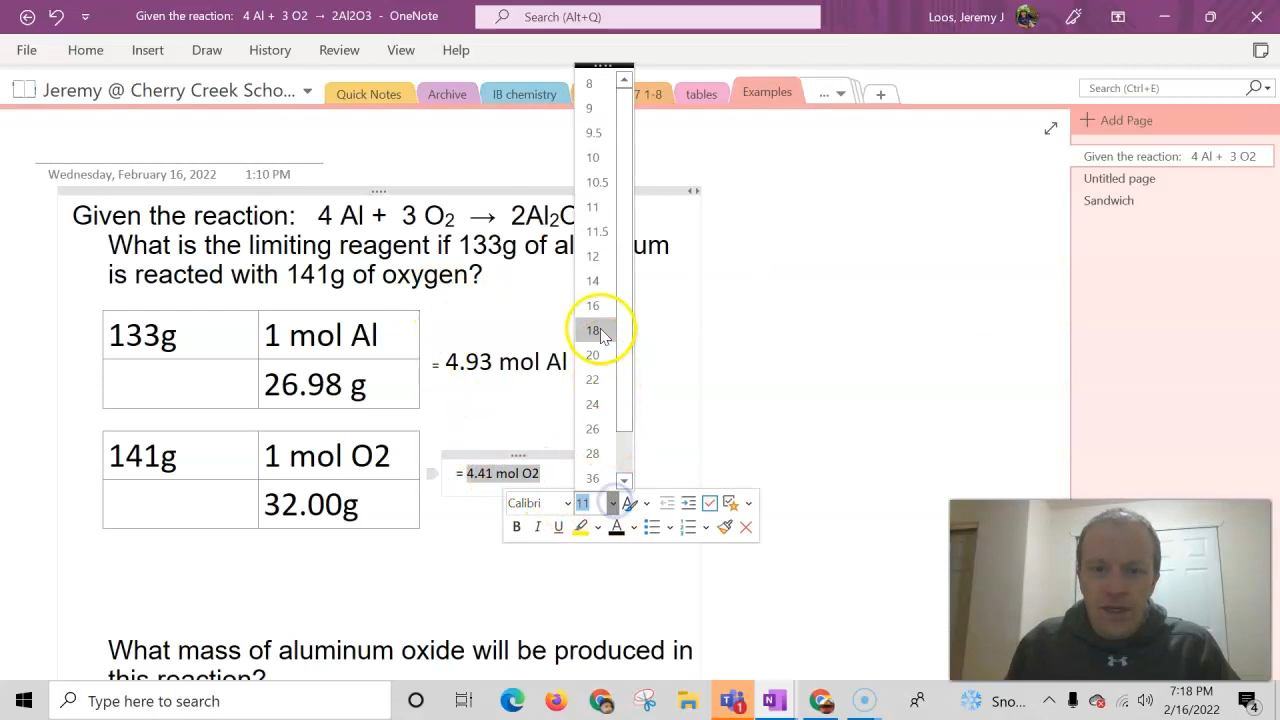 4 Al + 3 O2 → 2Al2O3 - OneNote
Search (Alt+Q)
Loos, Jeremy J
File Home Insert Draw History Review View Help
Jeremy @ Cherry Creek Scho...
Quick Notes
Archive
IB chemistry
7 1-8
tables
Examples
...
Search (Ctrl+E)
Add Page
Given the reaction: 4 Al + 3 O2
Untitled page
Sandwich
Wednesday, February 16, 2022 1:10 PM
Given the reaction: 4 Al + 3 O2 → 2Al2O
What is the limiting reagent if 133g of al um
is reacted with 141g of oxygen?
133g 1 mol Al
26.98 g
= 4.93 mol Al
141g 1 mol O2
32.00g
= 4.41 mol O2
8
9
9.5
10
10.5
11
11.5
12
14
16
18
20
22
24
26
28
36
Calibri 11
B I U A
What mass of aluminum oxide will be produced in
this reaction?
Type here to search
1
Sno...
7:18 PM
2/16/2022
4